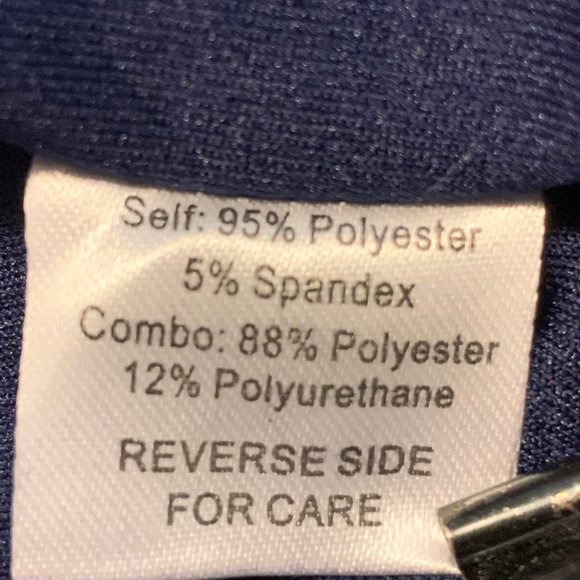 Self: 95% Polyester
5% Spandex
Combo: 88% Polyester
12% Polyurethane
REVERSE SIDE
FOR CARE